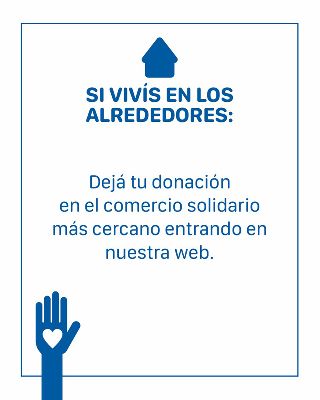 SI VIVÍS EN LOS
ALREDEDORES:
Dejá tu donación
en el comercio solidario
más cercano entrando en
nuestra web.